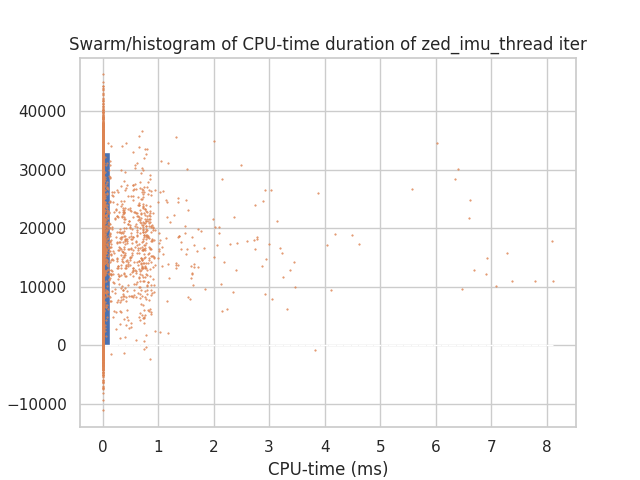 Swarm/histogram of CPU-time duration of zed_imu_thread iter
40000
30000
20000
10000
0
−10000
0 1 2 3 4 5 6 7 8
CPU-time (ms)